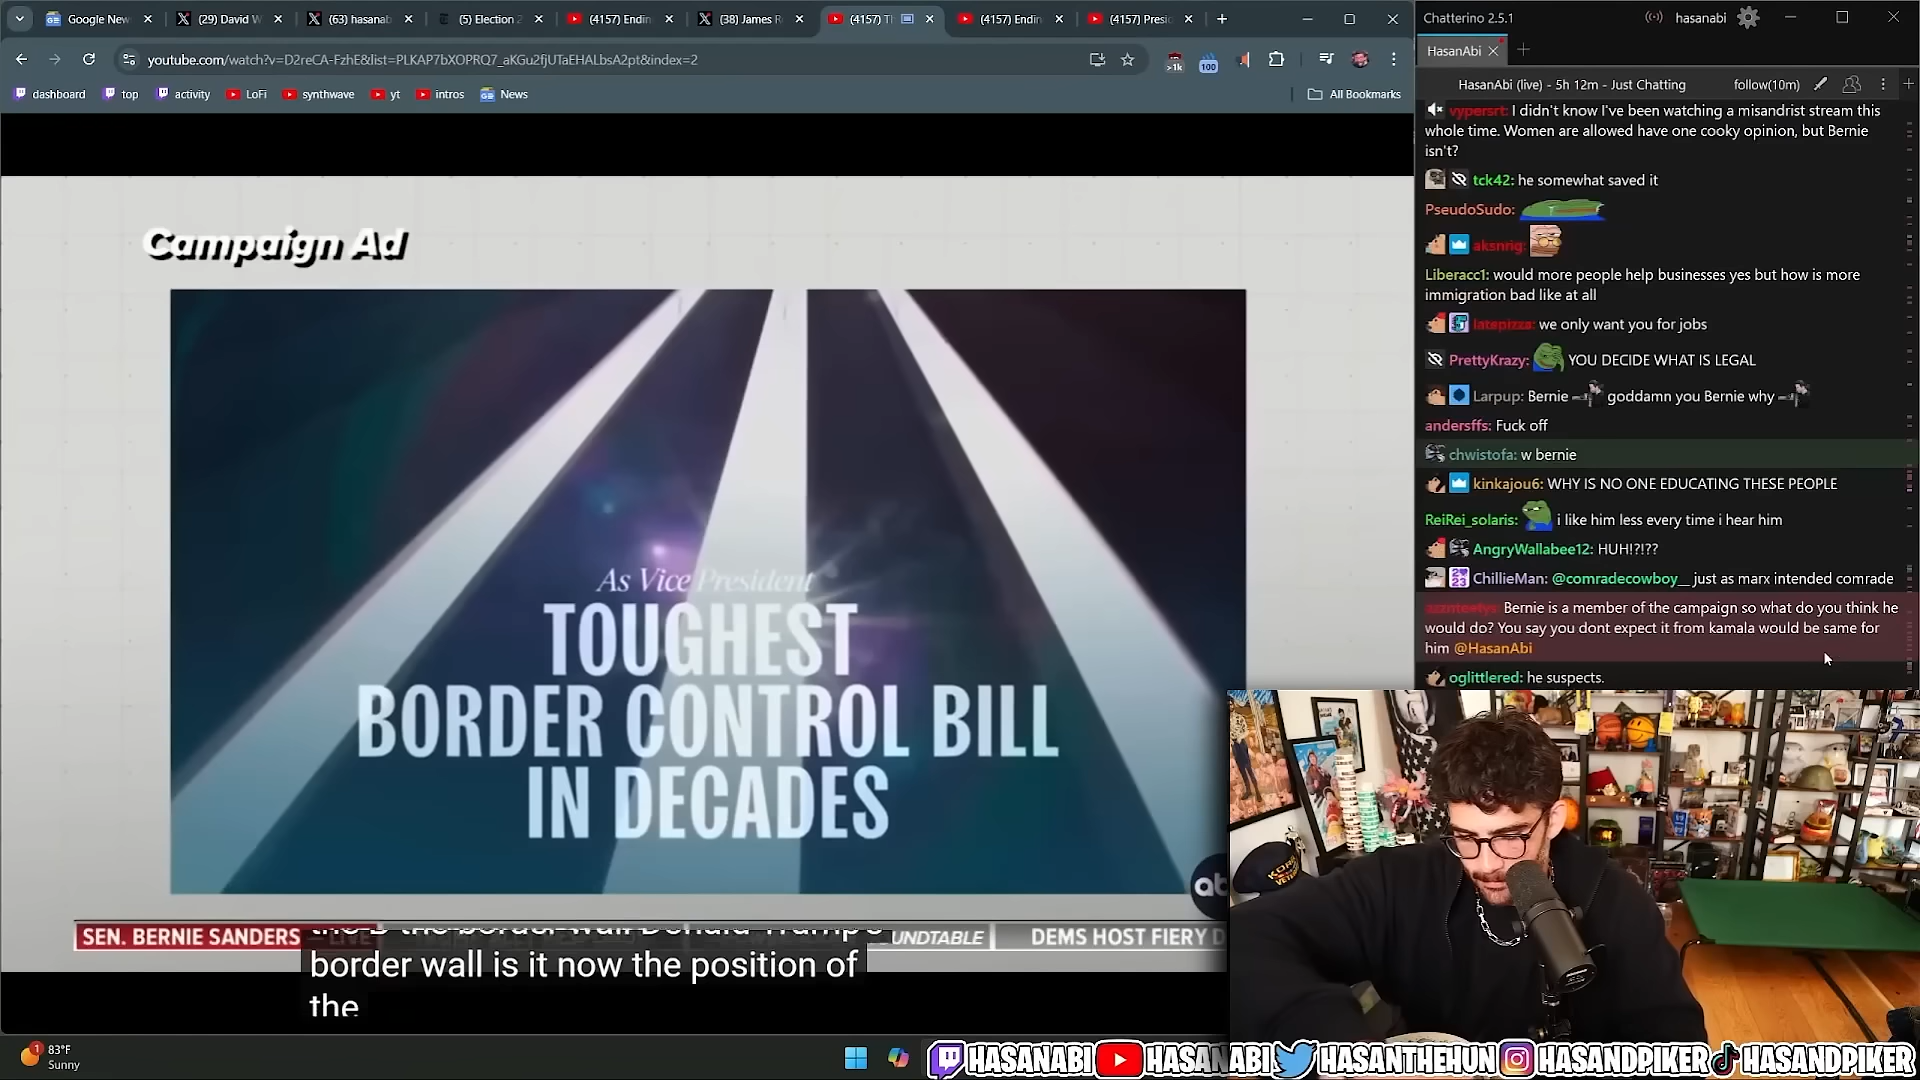 Google New
(29) David W
(63) hasanab
(5) Election 2
(4157) Endin
(38) James R
(4157) T
(4157) Endin
(4157) Presi
youtube.com/watch?v=D2reCA-FzhE&list=PLKAP7bXOPRQ7_aKGu2fjUTaEHALbsA2pt&index=2
>1k
100
dashboard
top
activity
LoFi
synthwave
yt
intros
News
All Bookmarks
Campaign Ad
As Vice President
TOUGHEST
BORDER CONTROL BILL
IN DECADES
ab
SEN. BERNIE SANDERS
UNDTABLE
DEMS HOST FIERY D
border wall is it now the position of
the
Chatterino 2.5.1
hasanabi
HasanAbi
HasanAbi (live) - 5h 12m - Just Chatting
follow(10m)
vypersrt: I didn't know I've been watching a misandrist stream this
whole time. Women are allowed have one cooky opinion, but Bernie
isn't?
tck42: he somewhat saved it
PseudoSudo:
aksnrig:
Liberacc1: would more people help businesses yes but how is more
immigration bad like at all
latepizza: we only want you for jobs
PrettyKrazy: YOU DECIDE WHAT IS LEGAL
Larpup: Bernie goddamn you Bernie why
andersffs: Fuck off
chwistofa: w bernie
kinkajou6: WHY IS NO ONE EDUCATING THESE PEOPLE
ReiRei_solaris: i like him less every time i hear him
AngryWallabee12: HUH!?!??
ChillieMan: @comradecowboy__ just as marx intended comrade
Bernie is a member of the campaign so what do you think he
would do? You say you dont expect it from kamala would be same for
him @HasanAbi
oglittlered: he suspects.
1
83°F
Sunny
HASANABI
HASANABI
HASANTHEHUN
HASANDPIKER
HASANDPIKER